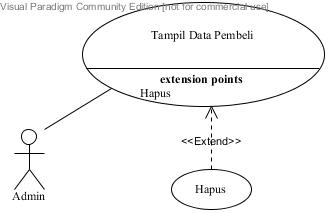 Visual Paradigm Community Edition [not for commercial use]
Tampil Data Pembeli
extension points
Hapus
<<Extend>>
Hapus
Admin